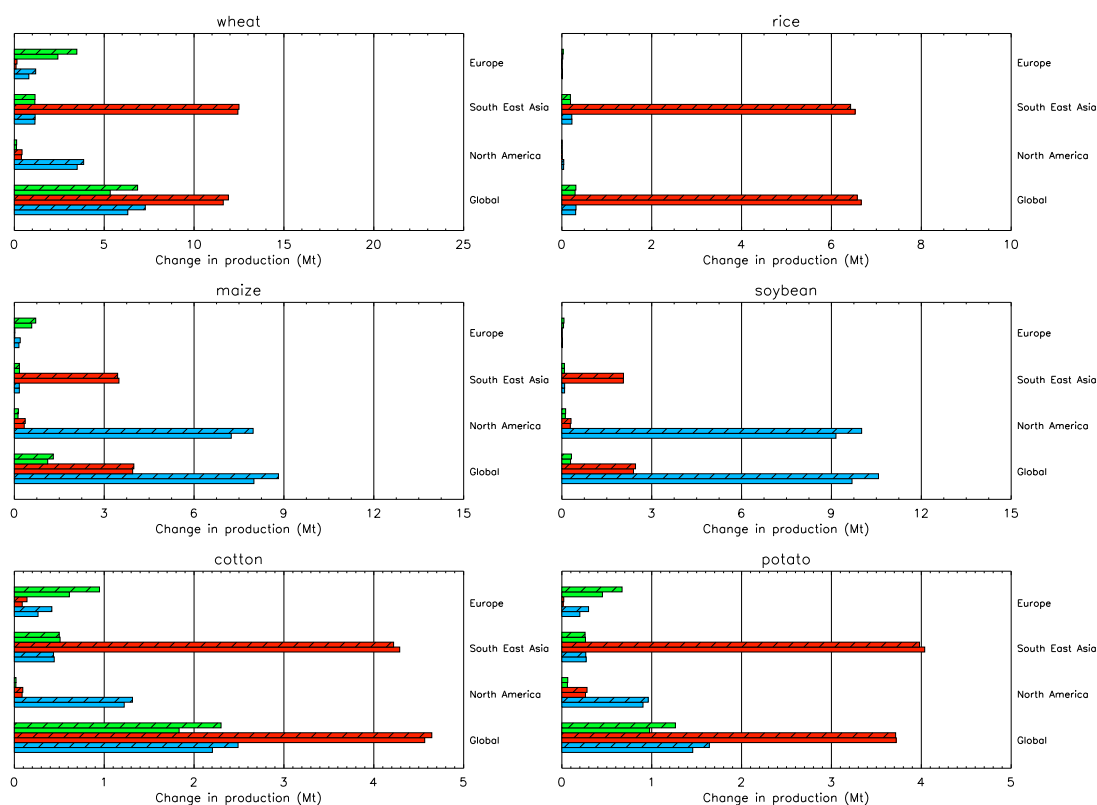 wheat
Europe
South East Asia
North America
Global
0 5 10 15 20 25
Change in production (Mt)
rice
Europe
South East Asia
North America
Global
0 2 4 6 8 10
Change in production (Mt)
maize
Europe
South East Asia
North America
Global
0 3 6 9 12 15
Change in production (Mt)
soybean
Europe
South East Asia
North America
Global
0 3 6 9 12 15
Change in production (Mt)
cotton
Europe
South East Asia
North America
Global
0 1 2 3 4 5
Change in production (Mt)
potato
Europe
South East Asia
North America
Global
0 1 2 3 4 5
Change in production (Mt)